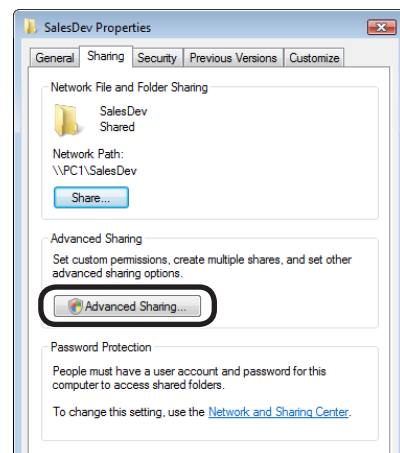 SalesDev Properties
General Sharing Security Previous Versions Customize
Network File and Folder Sharing
SalesDev
Shared
Network Path:
\\PC1\SalesDev
Share...
Advanced Sharing
Set custom permissions, create multiple shares, and set other
advanced sharing options.
Advanced Sharing...
Password Protection
People must have a user account and password for this
computer to access shared folders.
To change this setting, use the Network and Sharing Center.